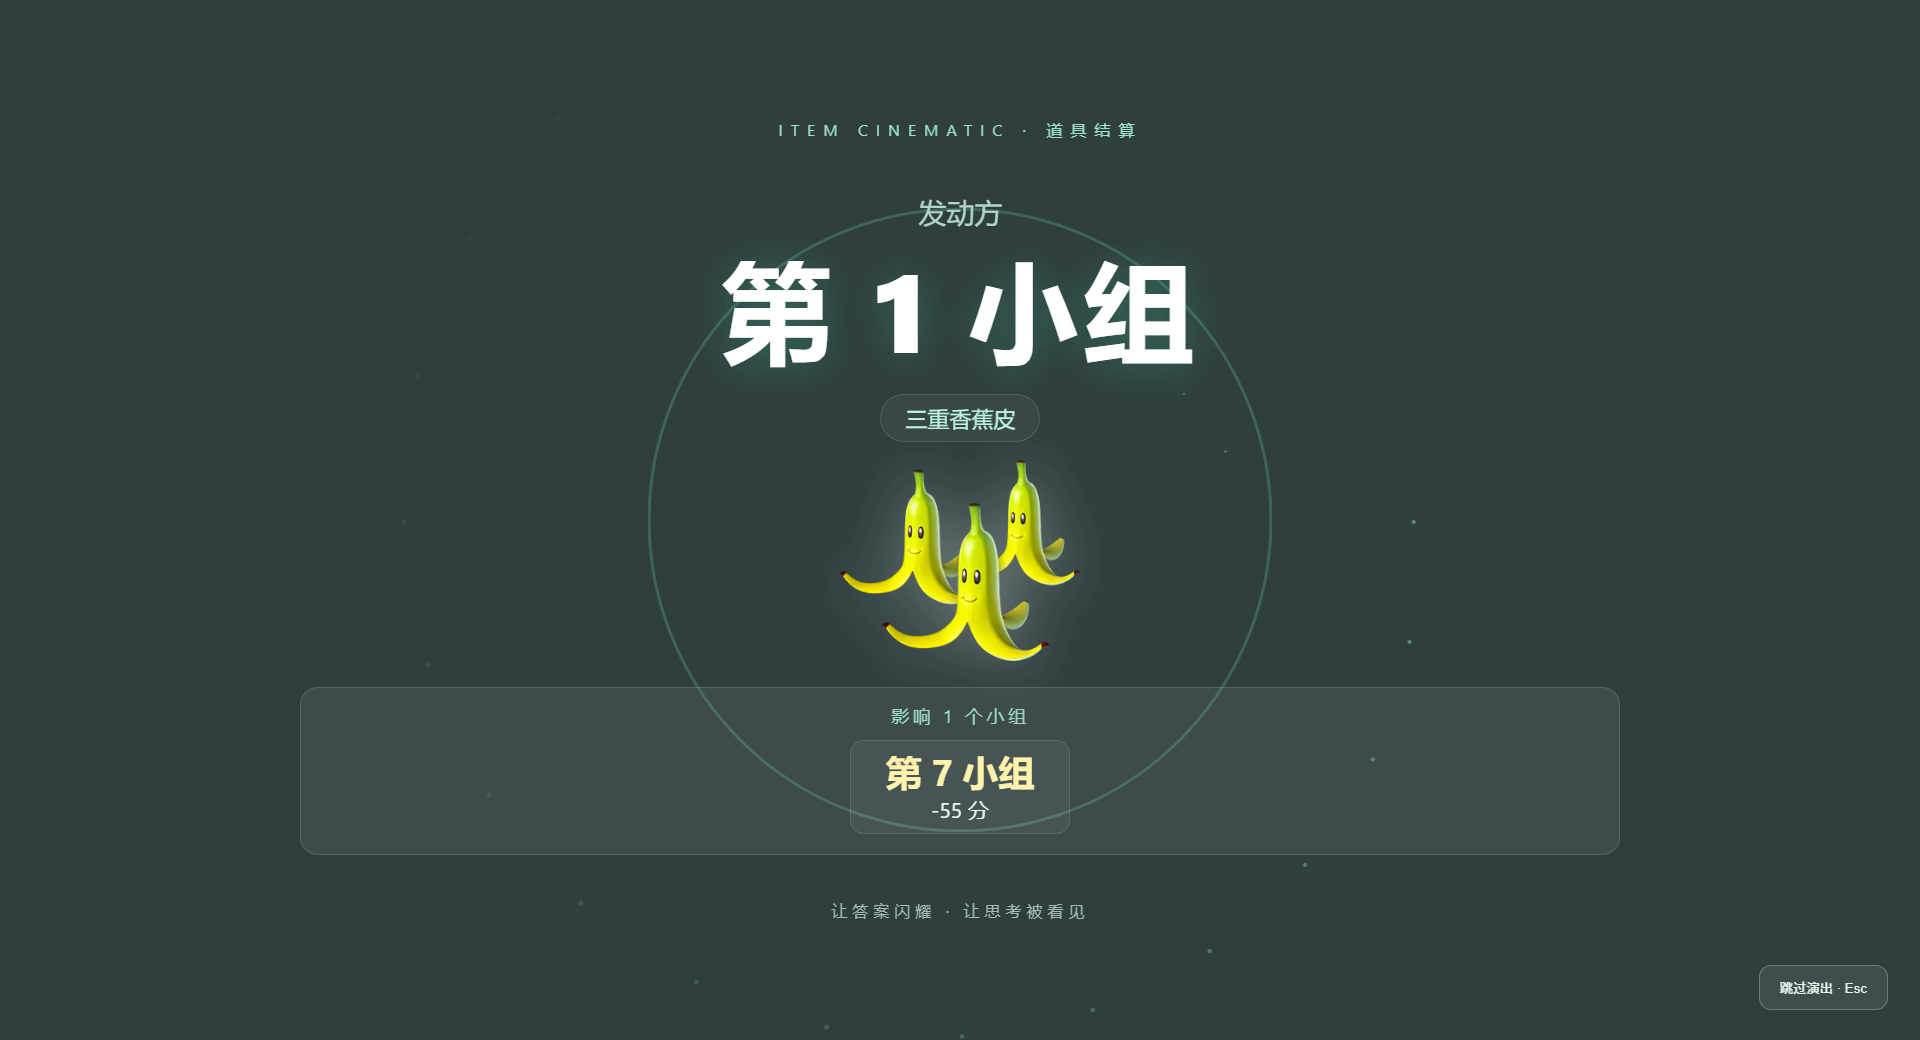 ITEM CINEMATIC · 道具结算
发动方
第 1 小组
三重香蕉皮
影响 1 个小组
第 7 小组
-55 分
让答案闪耀 · 让思考被看见
跳过演出 · Esc